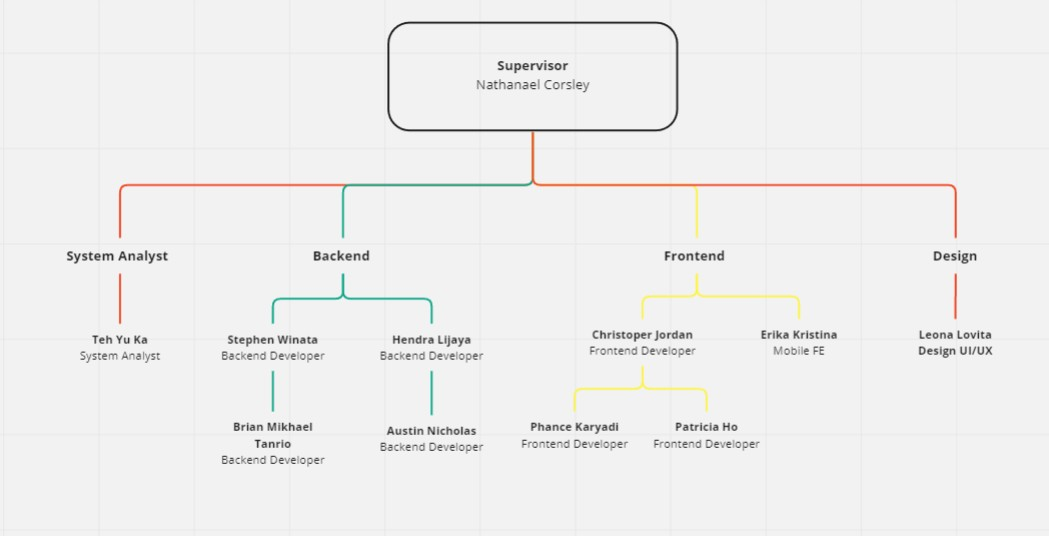 Supervisor
Nathanael Corsley
System Analyst
Backend
Frontend
Design
Teh Yu Ka
System Analyst
Stephen Winata
Backend Developer
Hendra Lijaya
Backend Developer
Christoper Jordan
Frontend Developer
Erika Kristina
Mobile FE
Leona Lovita
Design UI/UX
Brian Mikhael
Tanrio
Backend Developer
Austin Nicholas
Backend Developer
Phance Karyadi
Frontend Developer
Patricia Ho
Frontend Developer